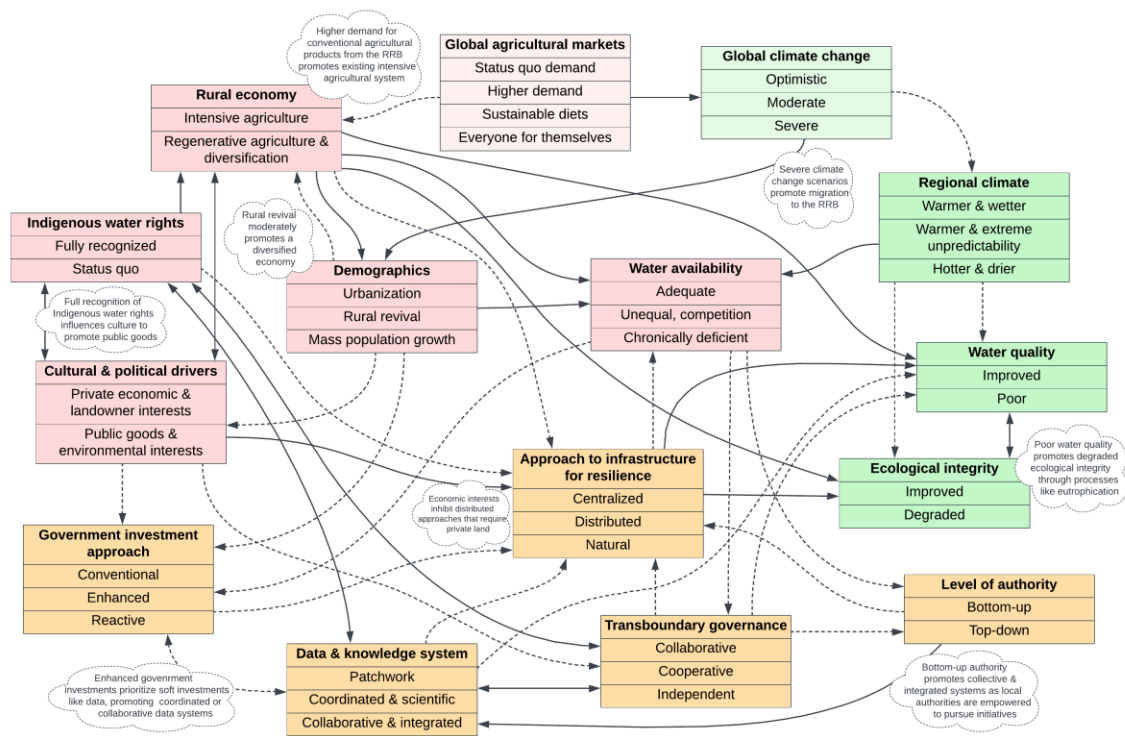 Higher demand for
conventional agricultural
products from the RRB
promotes existing intensive
agricultural system
Global agricultural markets
Status quo demand
Higher demand
Sustainable diets
Everyone for themselves
Global climate change
Optimistic
Moderate
Severe
Rural economy
Intensive agriculture
Regenerative agriculture &
diversification
Severe climate
change scenarios
promote migration
to the RRB
Regional climate
Warmer & wetter
Warmer & extreme
unpredictability
Hotter & drier
Indigenous water rights
Fully recognized
Status quo
Rural revival
moderately
promotes a
diversified
economy
Demographics
Urbanization
Rural revival
Mass population growth
Water availability
Adequate
Unequal, competition
Chronically deficient
Full recognition of
Indigenous water rights
influences culture to
promote public goods
Water quality
Improved
Poor
Cultural & political drivers
Private economic &
landowner interests
Public goods &
environmental interests
Poor water quality
promotes degraded
ecological integrity
through processes
like eutrophication
Approach to infrastructure
for resilience
Centralized
Distributed
Natural
Ecological integrity
Improved
Degraded
Economic interests
inhibit distributed
approaches that require
private land
Government investment
approach
Conventional
Enhanced
Reactive
Level of authority
Bottom-up
Top-down
Transboundary governance
Collaborative
Cooperative
Independent
Data & knowledge system
Patchwork
Coordinated & scientific
Collaborative & integrated
Enhanced government
investments prioritize soft investments
like data, promoting coordinated or
collaborative data systems
Bottom-up authority
promotes collective &
integrated systems as local
authorities are empowered
to pursue initiatives